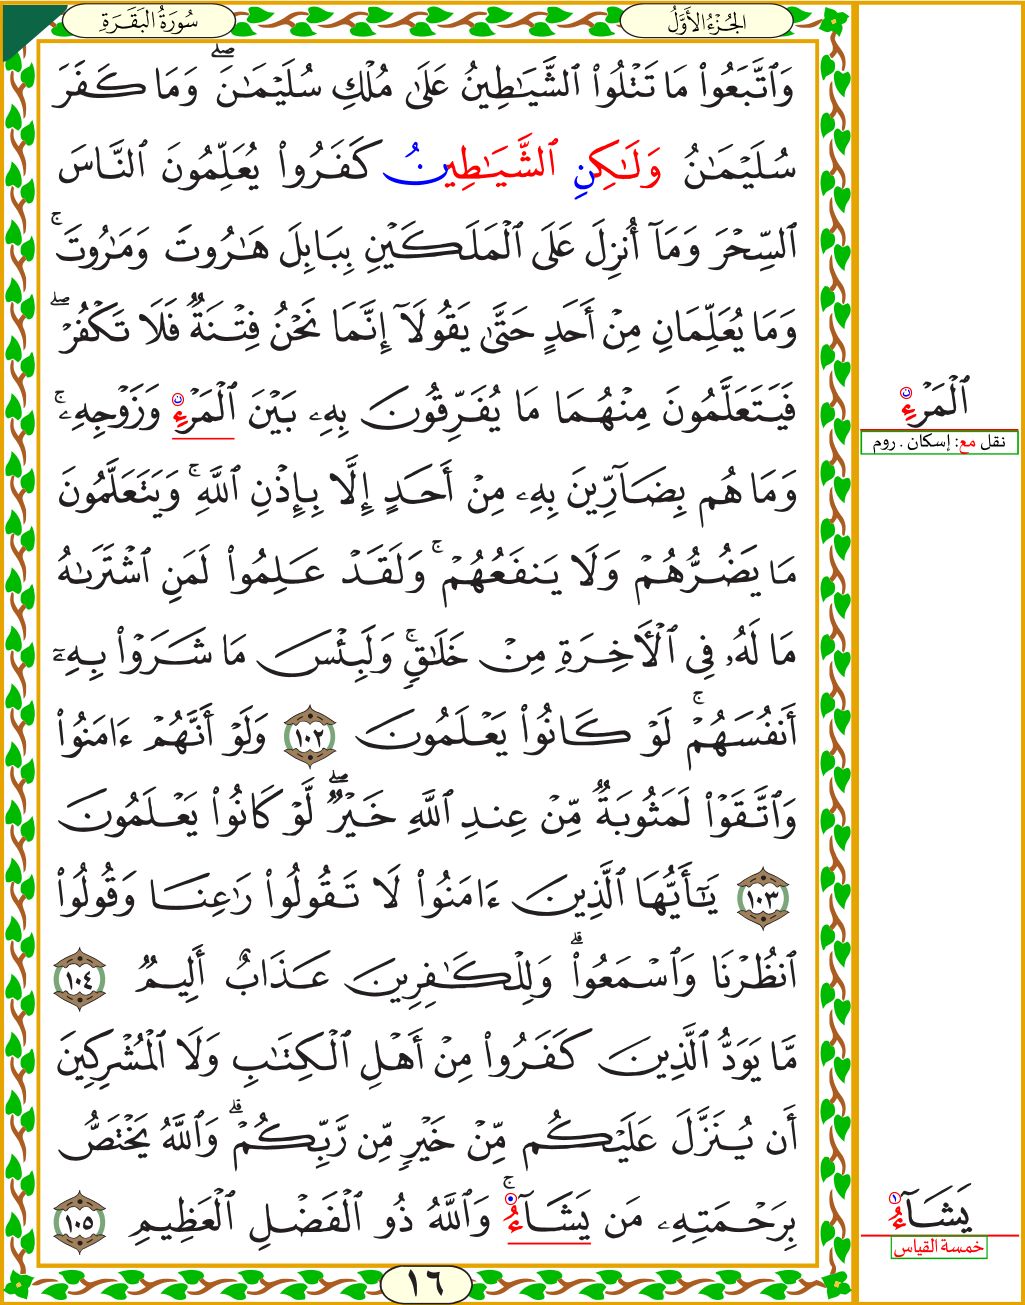 سُورَةُ البَقَرَةِ
الجُزْءُ الأَوَّلُ
وَٱتَّبَعُواْ مَا تَتْلُواْ ٱلشَّيَٰطِينُ عَلَىٰ مُلْكِ سُلَيْمَٰنَۖ وَمَا كَفَرَ
سُلَيْمَٰنُ وَلَٰكِنِ ٱلشَّيَٰطِينُ كَفَرُواْ يُعَلِّمُونَ ٱلنَّاسَ
ٱلسِّحْرَ وَمَآ أُنزِلَ عَلَى ٱلْمَلَكَيْنِ بِبَابِلَ هَٰرُوتَ وَمَٰرُوتَۚ
وَمَا يُعَلِّمَانِ مِنْ أَحَدٍ حَتَّىٰ يَقُولَآ إِنَّمَا نَحْنُ فِتْنَةٌ فَلَا تَكْفُرْۖ
فَيَتَعَلَّمُونَ مِنْهُمَا مَا يُفَرِّقُونَ بِهِۦ بَيْنَ ٱلْمَرْءِ وَزَوْجِهِۦۚ
وَمَا هُم بِضَآرِّينَ بِهِۦ مِنْ أَحَدٍ إِلَّا بِإِذْنِ ٱللَّهِۚ وَيَتَعَلَّمُونَ
مَا يَضُرُّهُمْ وَلَا يَنفَعُهُمْۚ وَلَقَدْ عَلِمُواْ لَمَنِ ٱشْتَرَىٰهُ
مَا لَهُۥ فِى ٱلْأَخِرَةِ مِنْ خَلَٰقٍۚ وَلَبِئْسَ مَا شَرَوْاْ بِهِۦٓ
أَنفُسَهُمْۚ لَوْ كَانُواْ يَعْلَمُونَ ١٠٢ وَلَوْ أَنَّهُمْ ءَامَنُواْ
وَٱتَّقَوْاْ لَمَثُوبَةٌ مِّنْ عِندِ ٱللَّهِ خَيْرٌۖ لَّوْ كَانُواْ يَعْلَمُونَ
١٠٣ يَٰٓأَيُّهَا ٱلَّذِينَ ءَامَنُواْ لَا تَقُولُواْ رَٰعِنَا وَقُولُواْ
ٱنظُرْنَا وَٱسْمَعُواْۗ وَلِلْكَٰفِرِينَ عَذَابٌ أَلِيمٌ ١٠٤
مَّا يَوَدُّ ٱلَّذِينَ كَفَرُواْ مِنْ أَهْلِ ٱلْكِتَٰبِ وَلَا ٱلْمُشْرِكِينَ
أَن يُنَزَّلَ عَلَيْكُم مِّنْ خَيْرٍ مِّن رَّبِّكُمْۗ وَٱللَّهُ يَخْتَصُّ
بِرَحْمَتِهِۦ مَن يَشَآءُۚ وَٱللَّهُ ذُو ٱلْفَضْلِ ٱلْعَظِيمِ ١٠٥
١٦
ٱلْمَرْءِ
نقل مع: إسكان . روم
يَشَآءُ
خمسة القياس